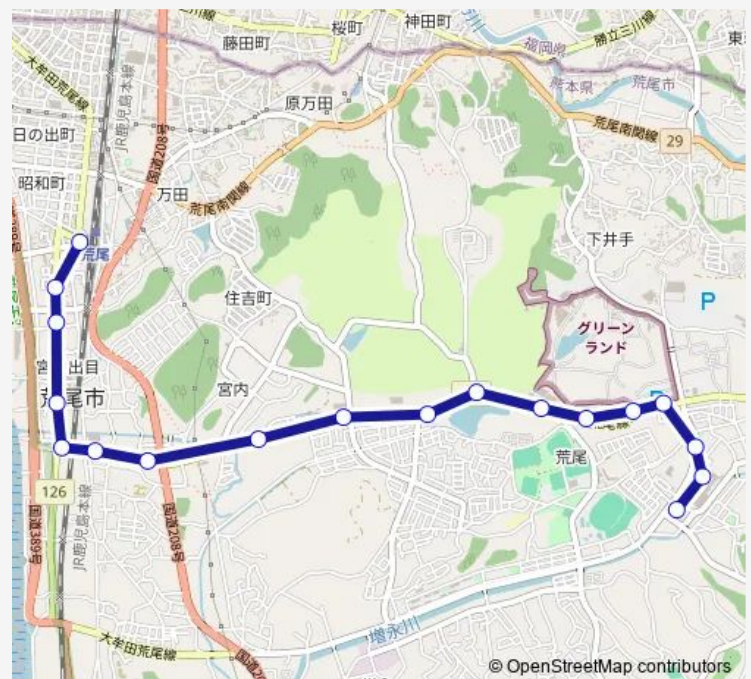 桜町
神田町
藤田町
福岡県
勝立三川線
東
大牟田荒尾線
JR鹿児島本線
国道208号
原万田
熊本県
荒尾市
日の出町
荒尾南関線
29
昭和町
万田
荒尾南関線
荒尾
下井手
住吉町
P
グリーン
ランド
出目
宮内
尾市
荒尾
126
国道389号
JR鹿児島本線
国道208号
増永川
大牟田荒尾線
© OpenStreetMap contributors